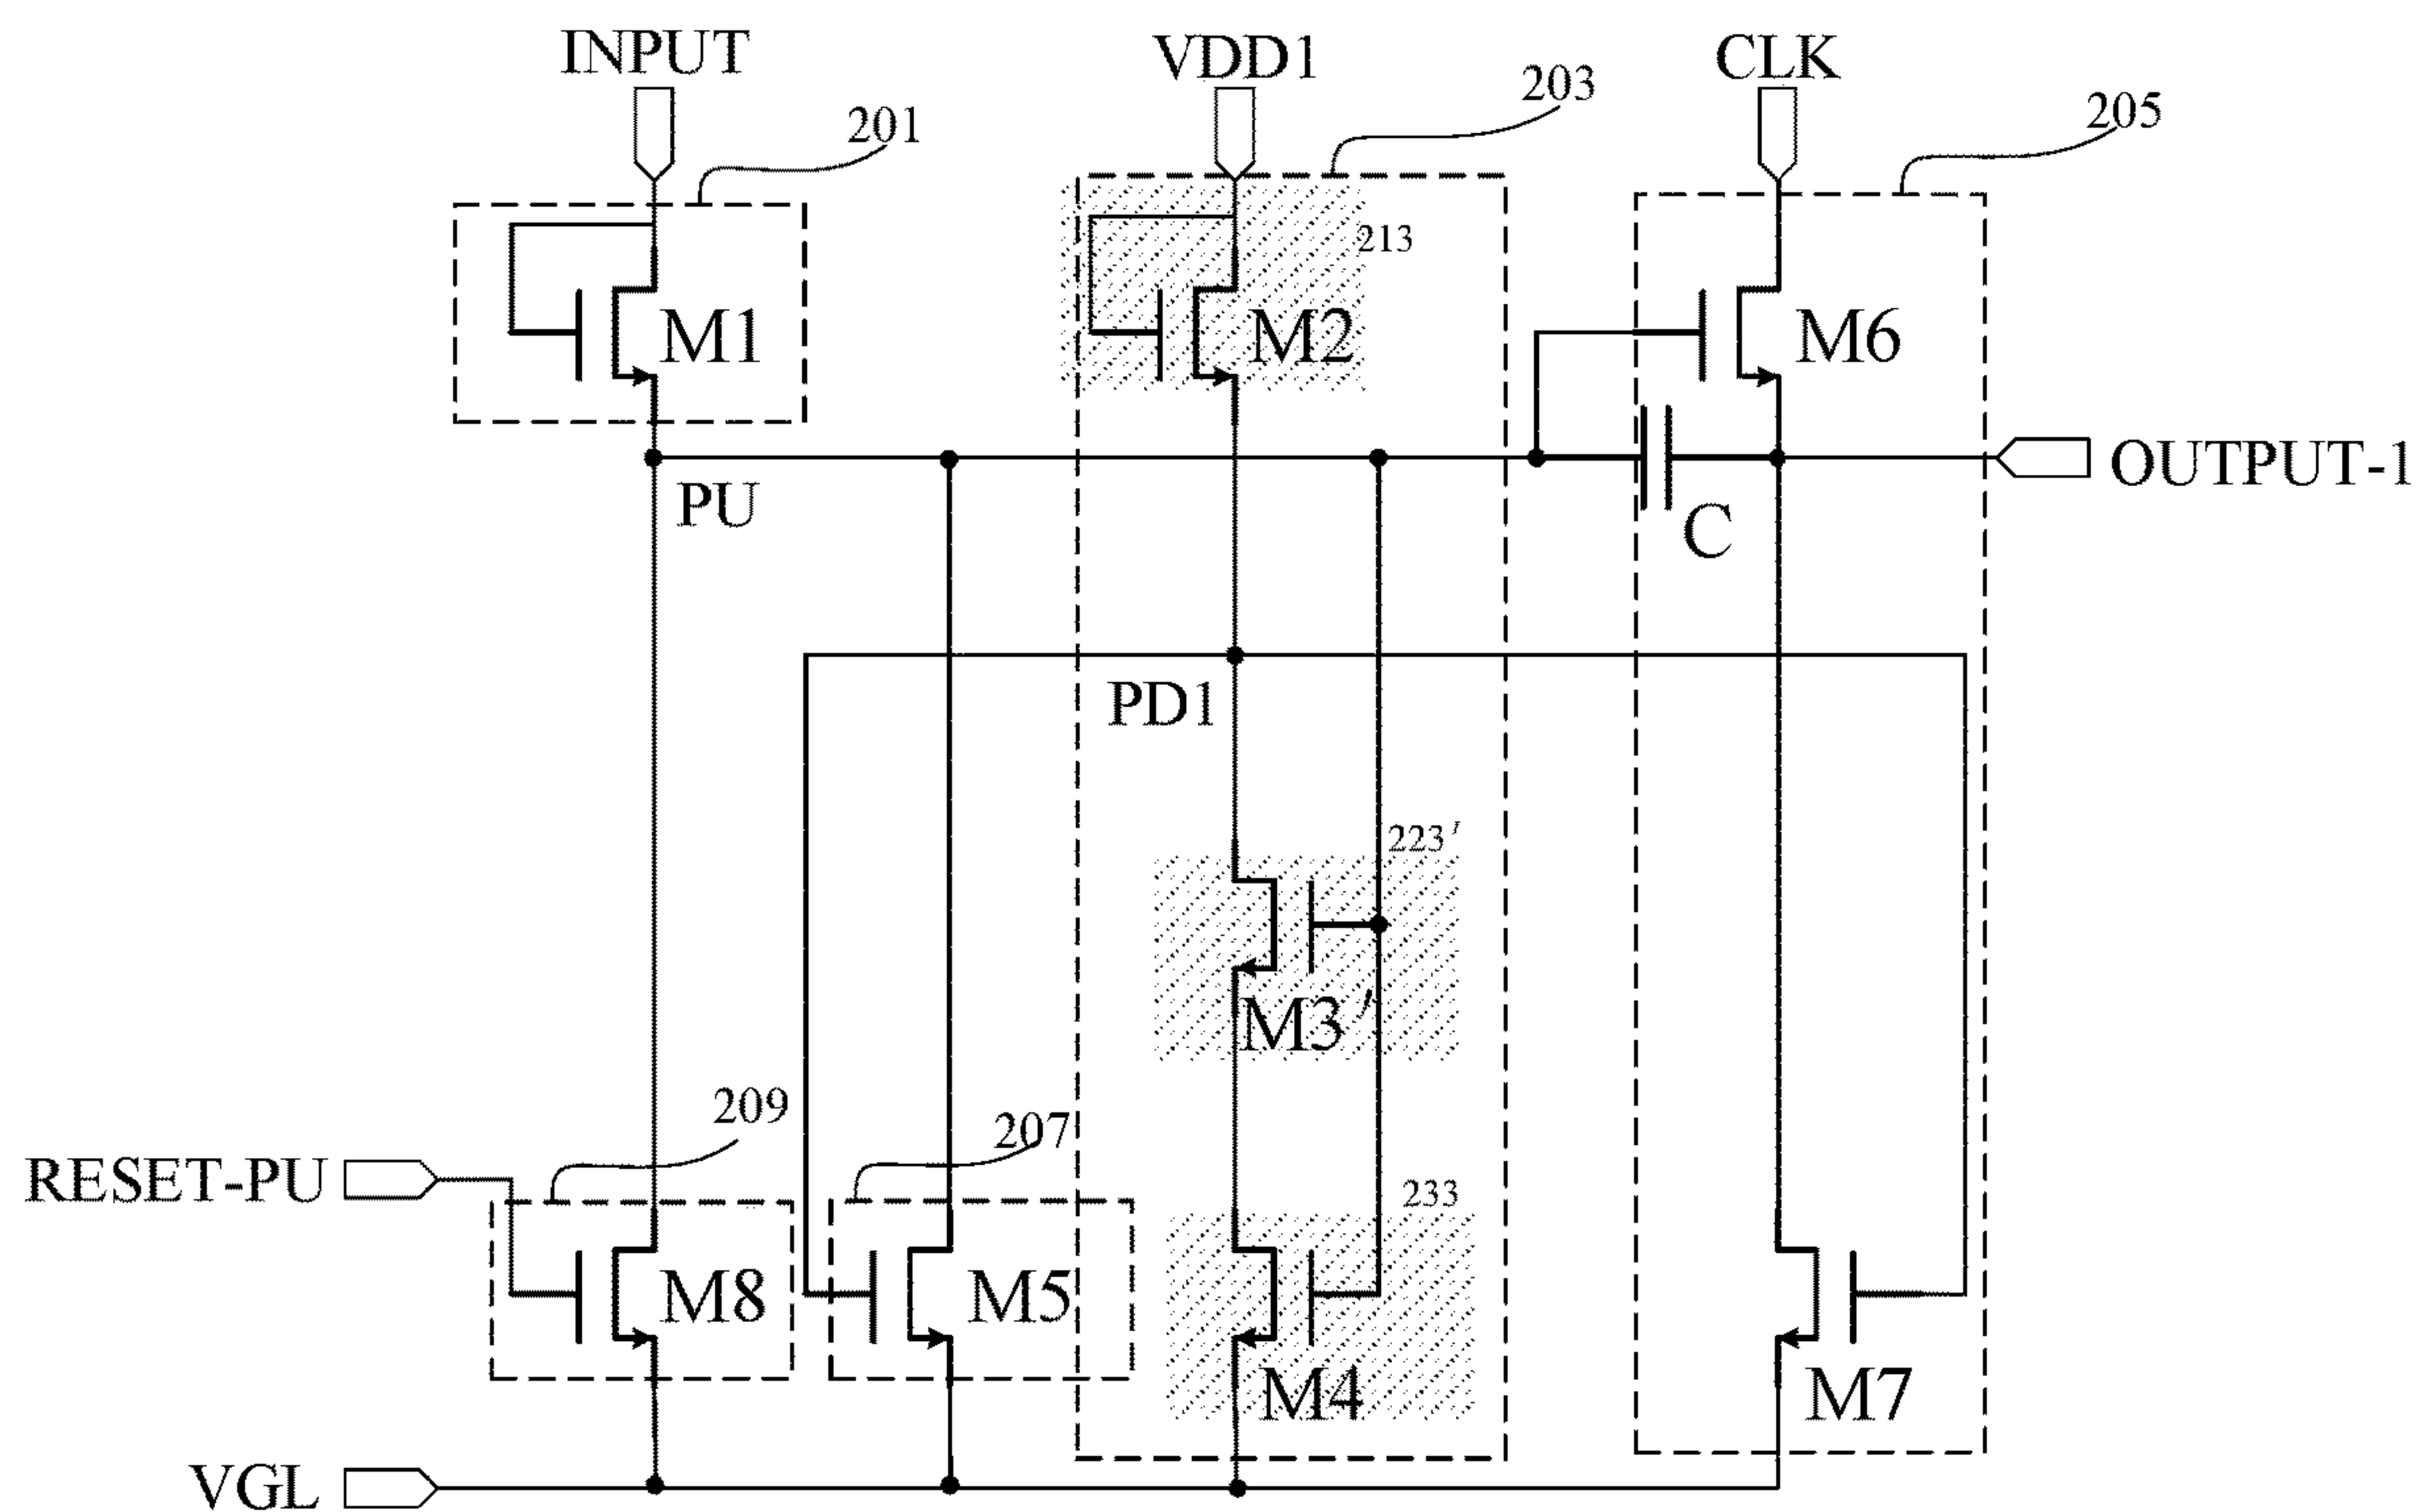 INPUT
VDD1
CLK
201
203
205
213
M1
M2
M6
PU
C
OUTPUT-1
PD1
223′
M3′
209
207
RESET-PU
233
M8
M5
M4
M7
VGL